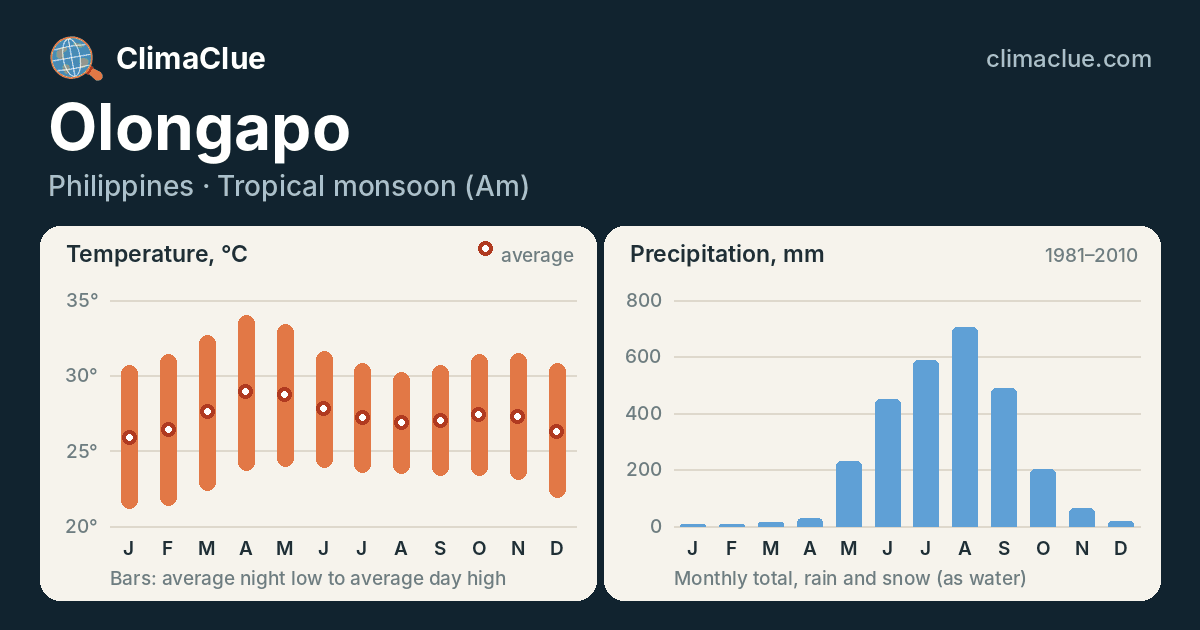 ClimaClue
climaclue.com
Olongapo
Philippines · Tropical monsoon (Am)
Temperature, °C
average
35°
30°
25°
20°
J F M A M J J A S O N D
Bars: average night low to average day high
Precipitation, mm
1981–2010
800
600
400
200
0
J F M A M J J A S O N D
Monthly total, rain and snow (as water)